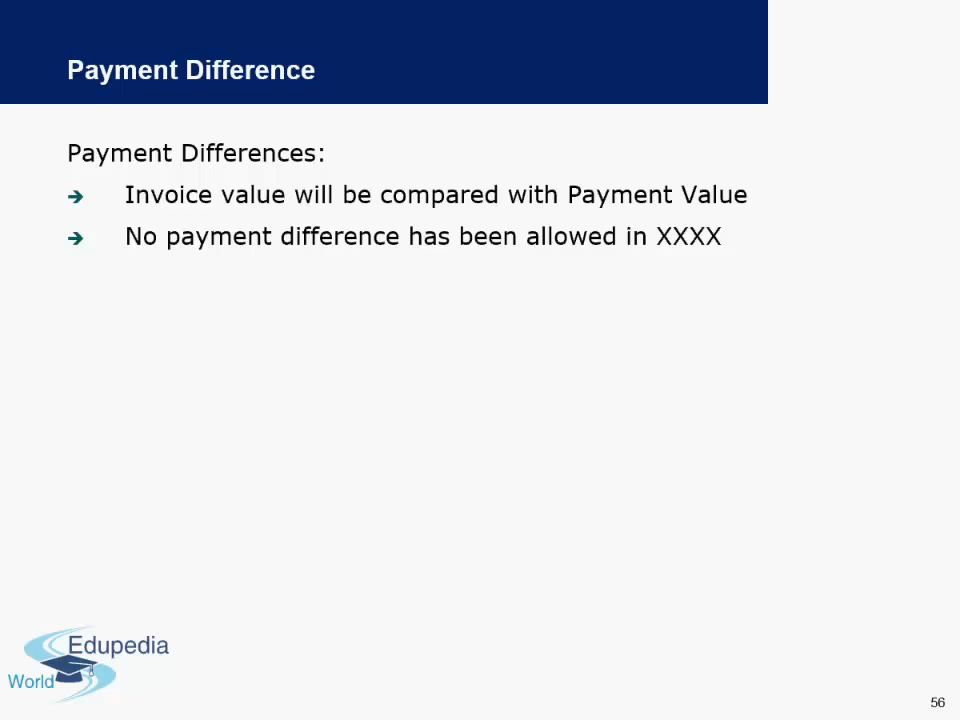 Payment Difference
Payment Differences:
➔ Invoice value will be compared with Payment Value
➔ No payment difference has been allowed in XXXX
Edupedia
World
56